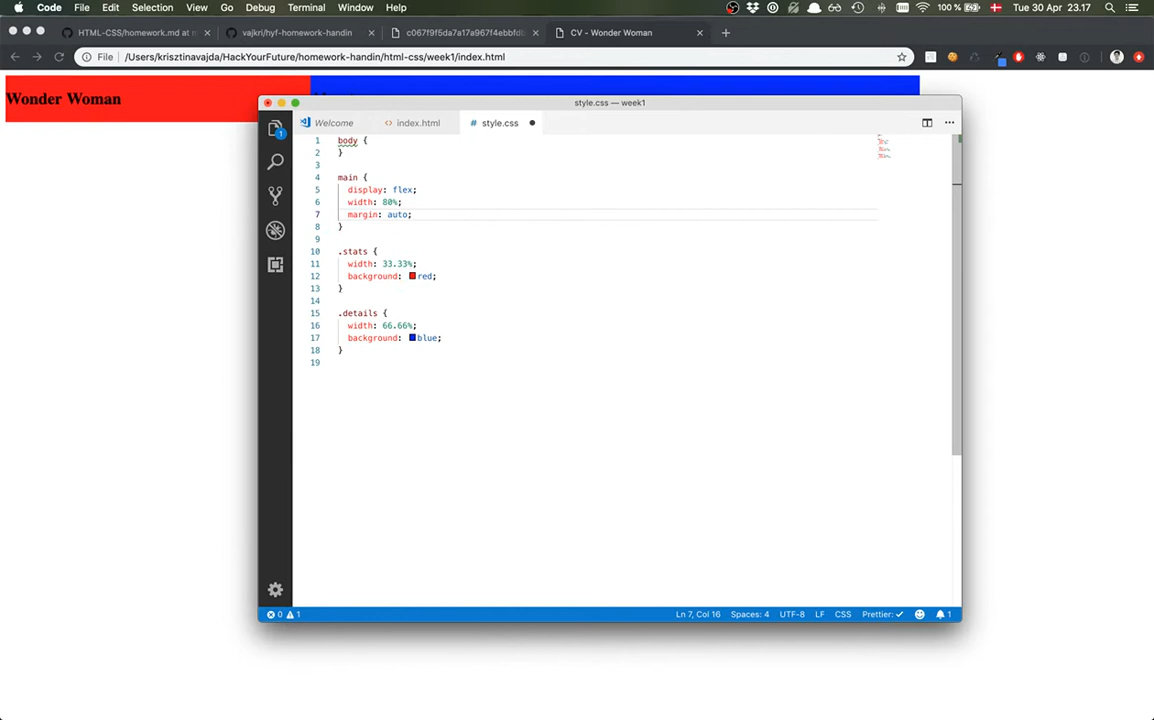 Code File Edit Selection View Go Debug Terminal Window Help 100 % Tue 30 Apr 23.17
HTML-CSS/homework.md at m vajkri/hyf-homework-handin c067f9f5da7a17a967f4ebbfd CV - Wonder Woman
File /Users/krisztinavajda/HackYourFuture/homework-handin/html-css/week1/index.html
Wonder Woman
style.css — week1
Welcome index.html style.css
1 body {
2 }
3
4 main {
5 display: flex;
6 width: 80%;
7 margin: auto;
8 }
9
10 .stats {
11 width: 33.33%;
12 background: red;
13 }
14
15 .details {
16 width: 66.66%;
17 background: blue;
18 }
19
0 1 Ln 7, Col 16 Spaces: 4 UTF-8 LF CSS Prettier: ✓ 1